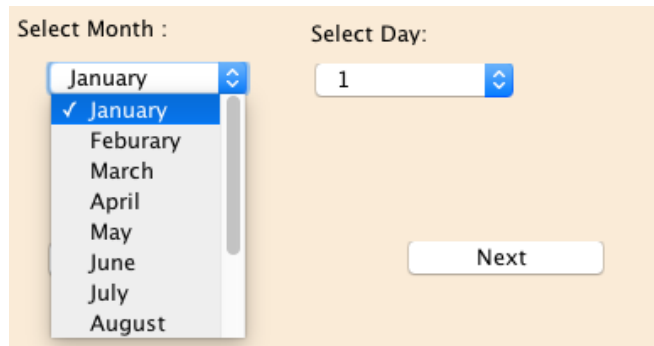 Select Month :
Select Day:
January
1
✓ January
Feburary
March
April
May
June
Next
July
August